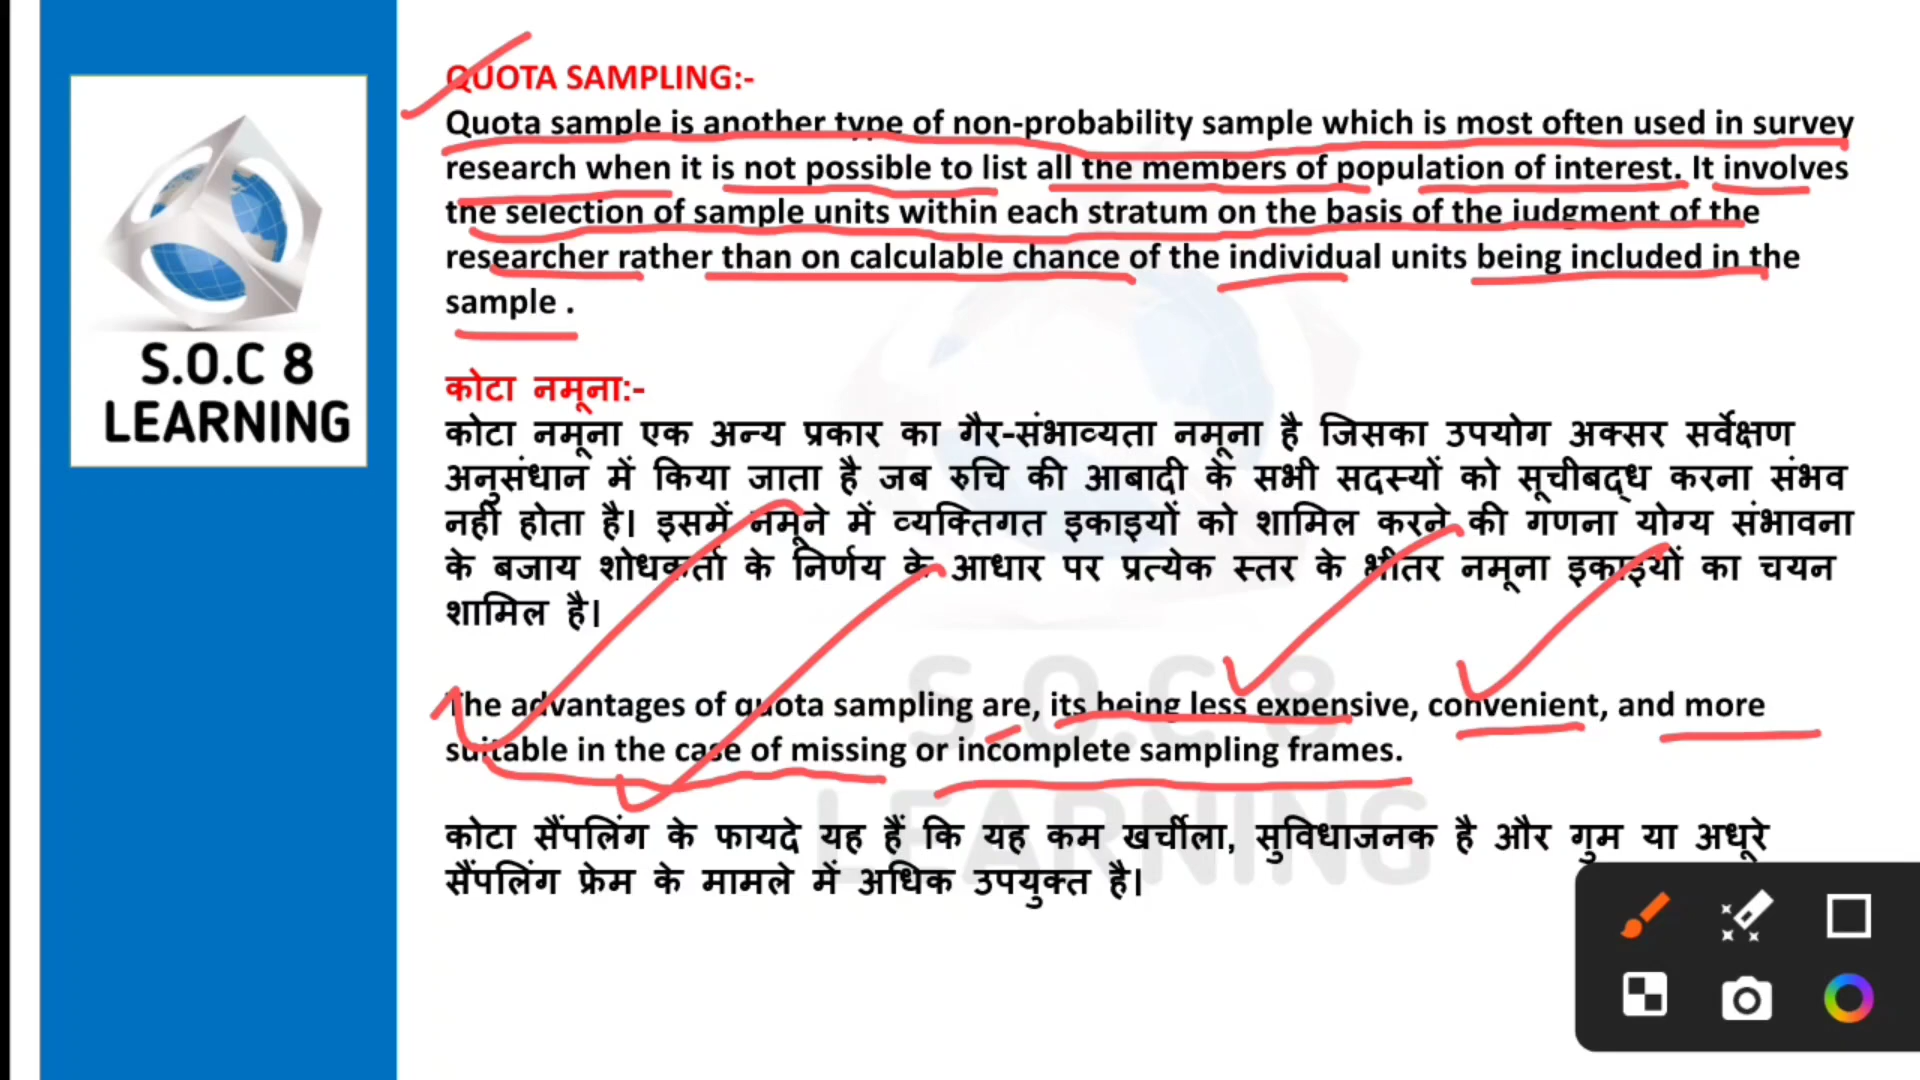 QUOTA SAMPLING:-
Quota sample is another type of non-probability sample which is most often used in survey
research when it is not possible to list all the members of population of interest. It involves
the selection of sample units within each stratum on the basis of the judgment of the
researcher rather than on calculable chance of the individual units being included in the
sample .
S.O.C 8
LEARNING
कोटा नमूना:-
कोटा नमूना एक अन्य प्रकार का गैर-संभाव्यता नमूना है जिसका उपयोग अक्सर सर्वेक्षण
अनुसंधान में किया जाता है जब रुचि की आबादी के सभी सदस्यों को सूचीबद्ध करना संभव
नहीं होता है। इसमें नमूने में व्यक्तिगत इकाइयों को शामिल करने की गणना योग्य संभावना
के बजाय शोधकर्ता के निर्णय के आधार पर प्रत्येक स्तर के भीतर नमूना इकाइयों का चयन
शामिल है।
The advantages of quota sampling are, its being less expensive, convenient, and more
suitable in the case of missing or incomplete sampling frames.
कोटा सैंपलिंग के फायदे यह हैं कि यह कम खर्चीला, सुविधाजनक है और गुम या अधूरे
सैंपलिंग फ्रेम के मामले में अधिक उपयुक्त है।
S.O.C 8
LEARNING